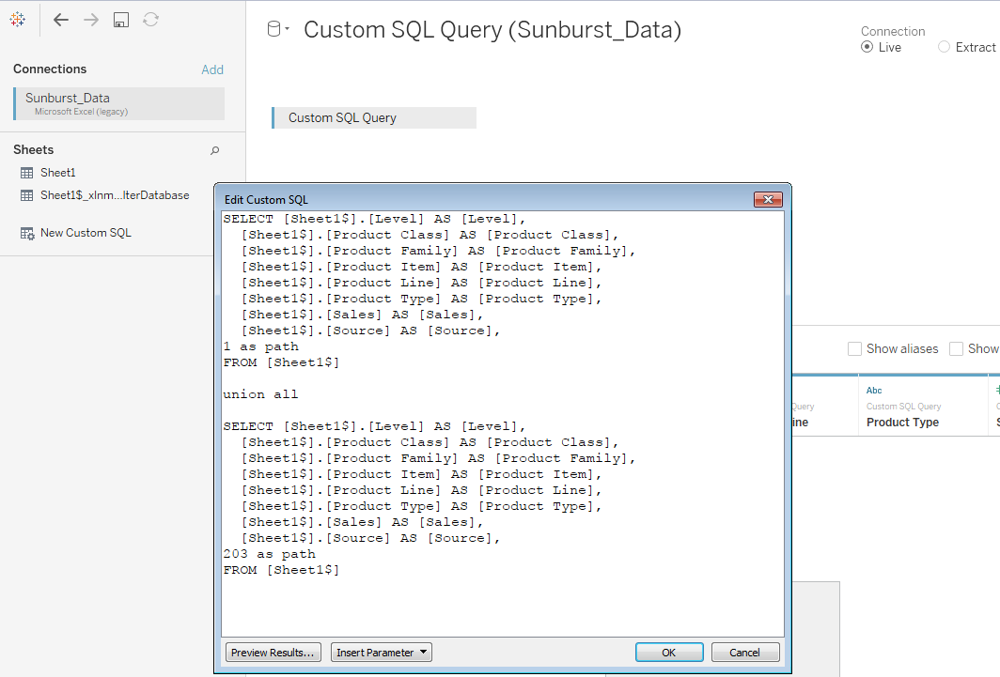 Custom SQL Query (Sunburst_Data)
Connection
Live
Extract
Connections
Add
Sunburst_Data
Microsoft Excel (legacy)
Custom SQL Query
Sheets
Sheet1
Sheet1$_xlnm...lterDatabase
New Custom SQL
Edit Custom SQL
SELECT [Sheet1$].[Level] AS [Level],
[Sheet1$].[Product Class] AS [Product Class],
[Sheet1$].[Product Family] AS [Product Family],
[Sheet1$].[Product Item] AS [Product Item],
[Sheet1$].[Product Line] AS [Product Line],
[Sheet1$].[Product Type] AS [Product Type],
[Sheet1$].[Sales] AS [Sales],
[Sheet1$].[Source] AS [Source],
1 as path
FROM [Sheet1$]
union all
SELECT [Sheet1$].[Level] AS [Level],
[Sheet1$].[Product Class] AS [Product Class],
[Sheet1$].[Product Family] AS [Product Family],
[Sheet1$].[Product Item] AS [Product Item],
[Sheet1$].[Product Line] AS [Product Line],
[Sheet1$].[Product Type] AS [Product Type],
[Sheet1$].[Sales] AS [Sales],
[Sheet1$].[Source] AS [Source],
203 as path
FROM [Sheet1$]
Preview Results...
Insert Parameter
OK
Cancel
Show aliases
Show
Query
ine
Abc
Custom SQL Query
Product Type